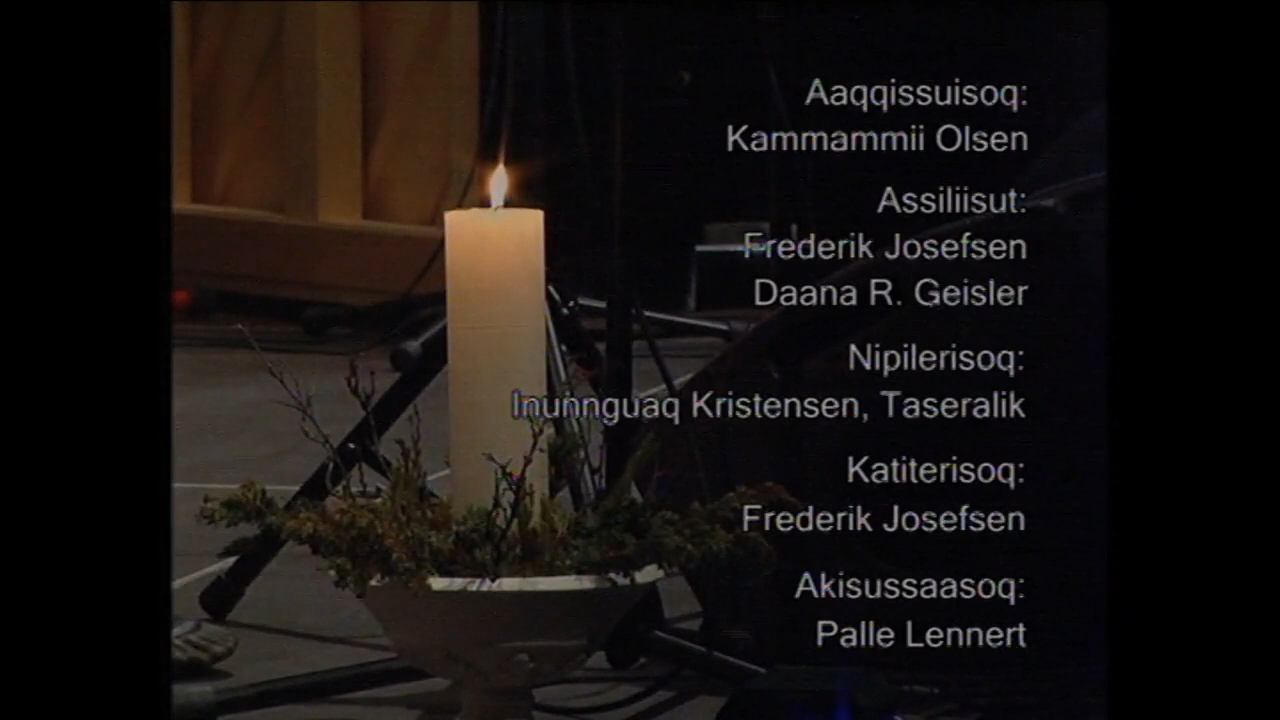 Aaqqissuisoq:
Kammammii Olsen
Assiliisut:
Frederik Josefsen
Daana R. Geisler
Nipilerisoq:
Inunnguaq Kristensen, Taseralik
Katiterisoq:
Frederik Josefsen
Akisussaasoq:
Palle Lennert